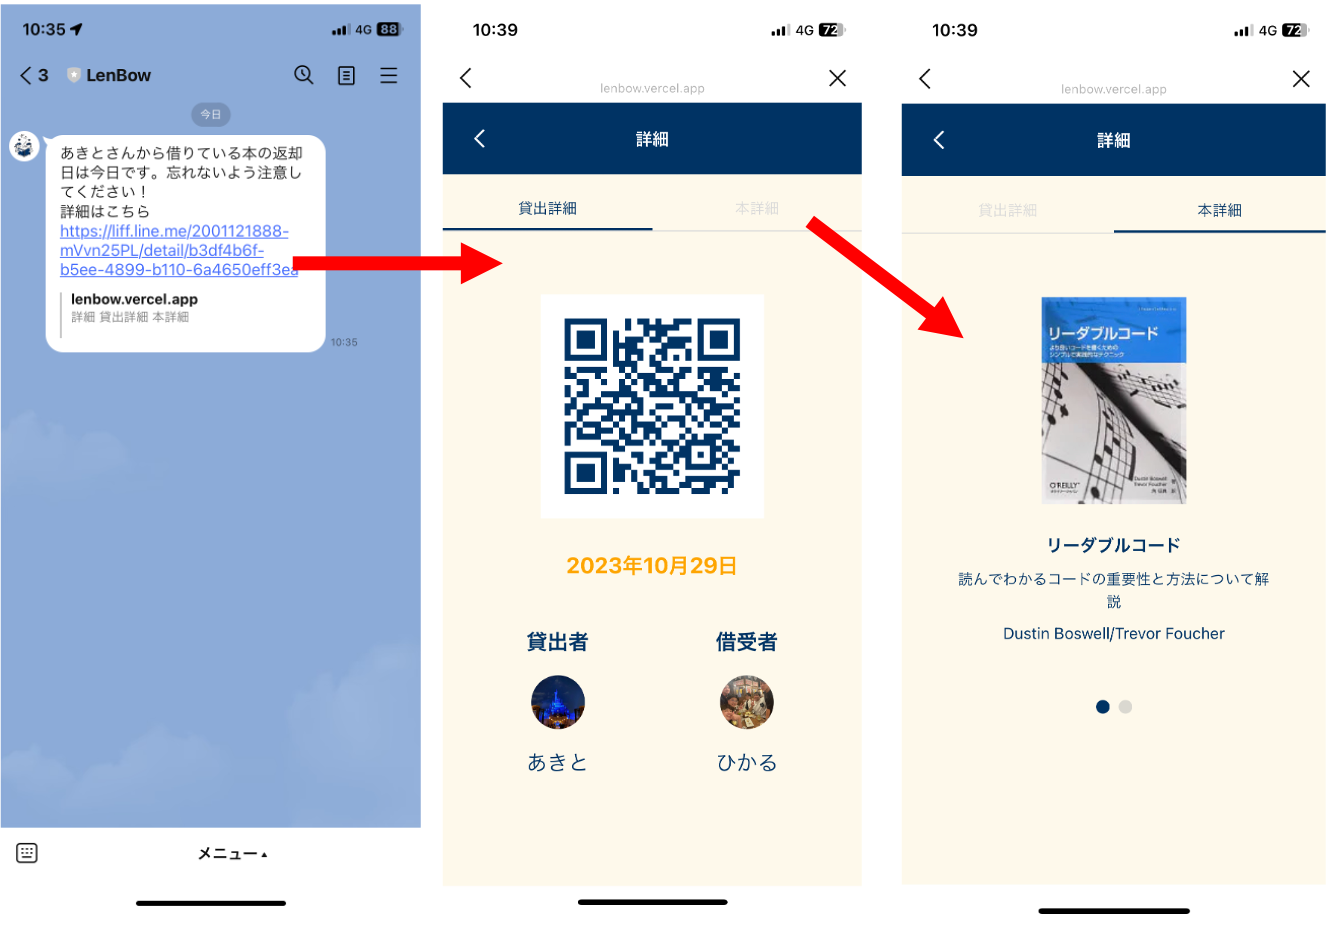 10:35
4G 88
3 LenBow
今日
あきとさんから借りている本の返却
日は今日です。忘れないよう注意し
てください！
詳細はこちら
https://liff.line.me/2001121888-
mVvn25PL/detail/b3df4b6f-
b5ee-4899-b110-6a4650eff3ea
lenbow.vercel.app
詳細 貸出詳細 本詳細
10:35
メニュー
10:39
4G 72
lenbow.vercel.app
詳細
貸出詳細
本詳細
2023年10月29日
貸出者
借受者
あきと
ひかる
10:39
4G 72
lenbow.vercel.app
詳細
貸出詳細
本詳細
リーダブルコード
より良いコードを書くための
シンプルで実践的なテクニック
Dustin Boswell
Trevor Foucher
O'REILLY
リーダブルコード
読んでわかるコードの重要性と方法について解
説
Dustin Boswell/Trevor Foucher